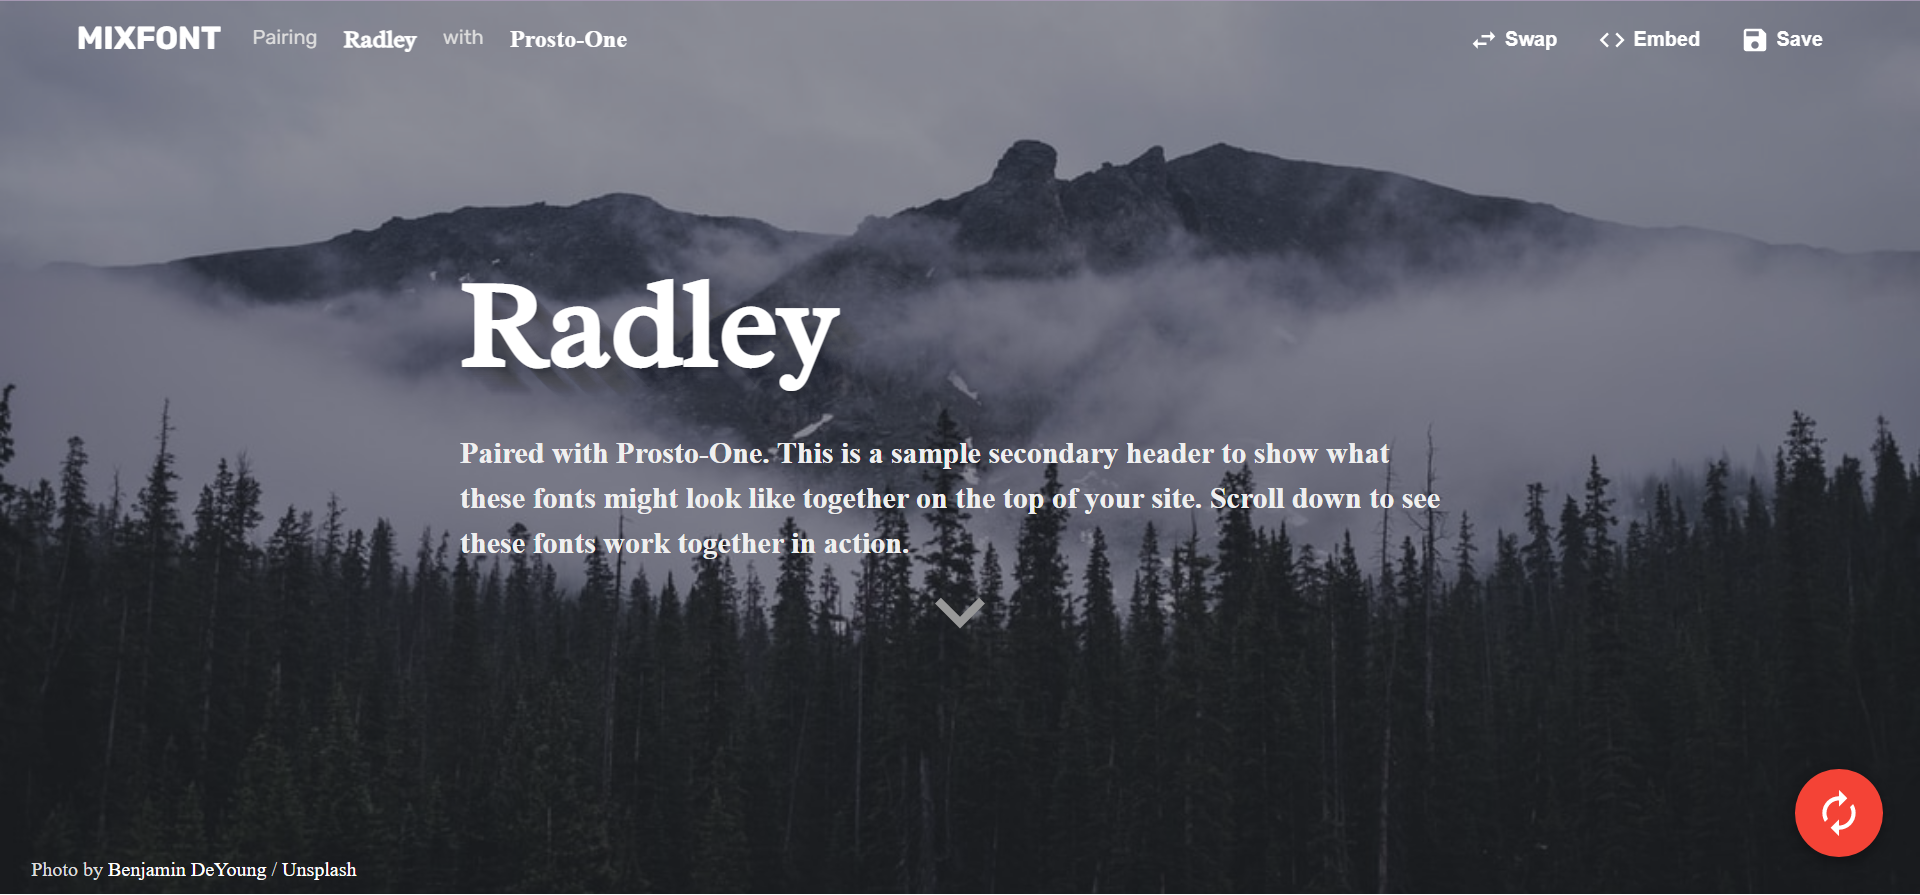 MIXFONT Pairing Radley with Prosto-One Swap Embed Save
Radley
Paired with Prosto-One. This is a sample secondary header to show what
these fonts might look like together on the top of your site. Scroll down to see
these fonts work together in action.
Photo by Benjamin DeYoung / Unsplash